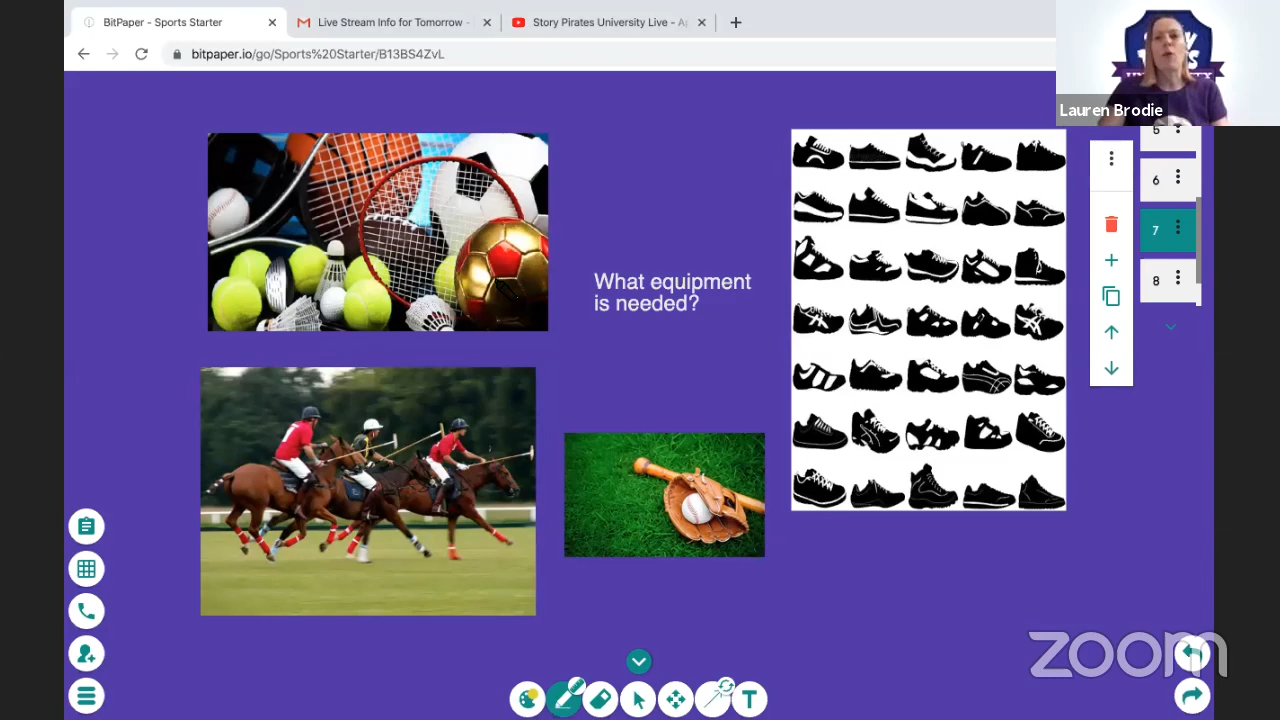 BitPaper - Sports Starter
Live Stream Info for Tomorrow -
Story Pirates University Live - A
bitpaper.io/go/Sports%20Starter/B13BS4ZvL
Lauren Brodie
5
6
7
8
What equipment
is needed?
T
zoom